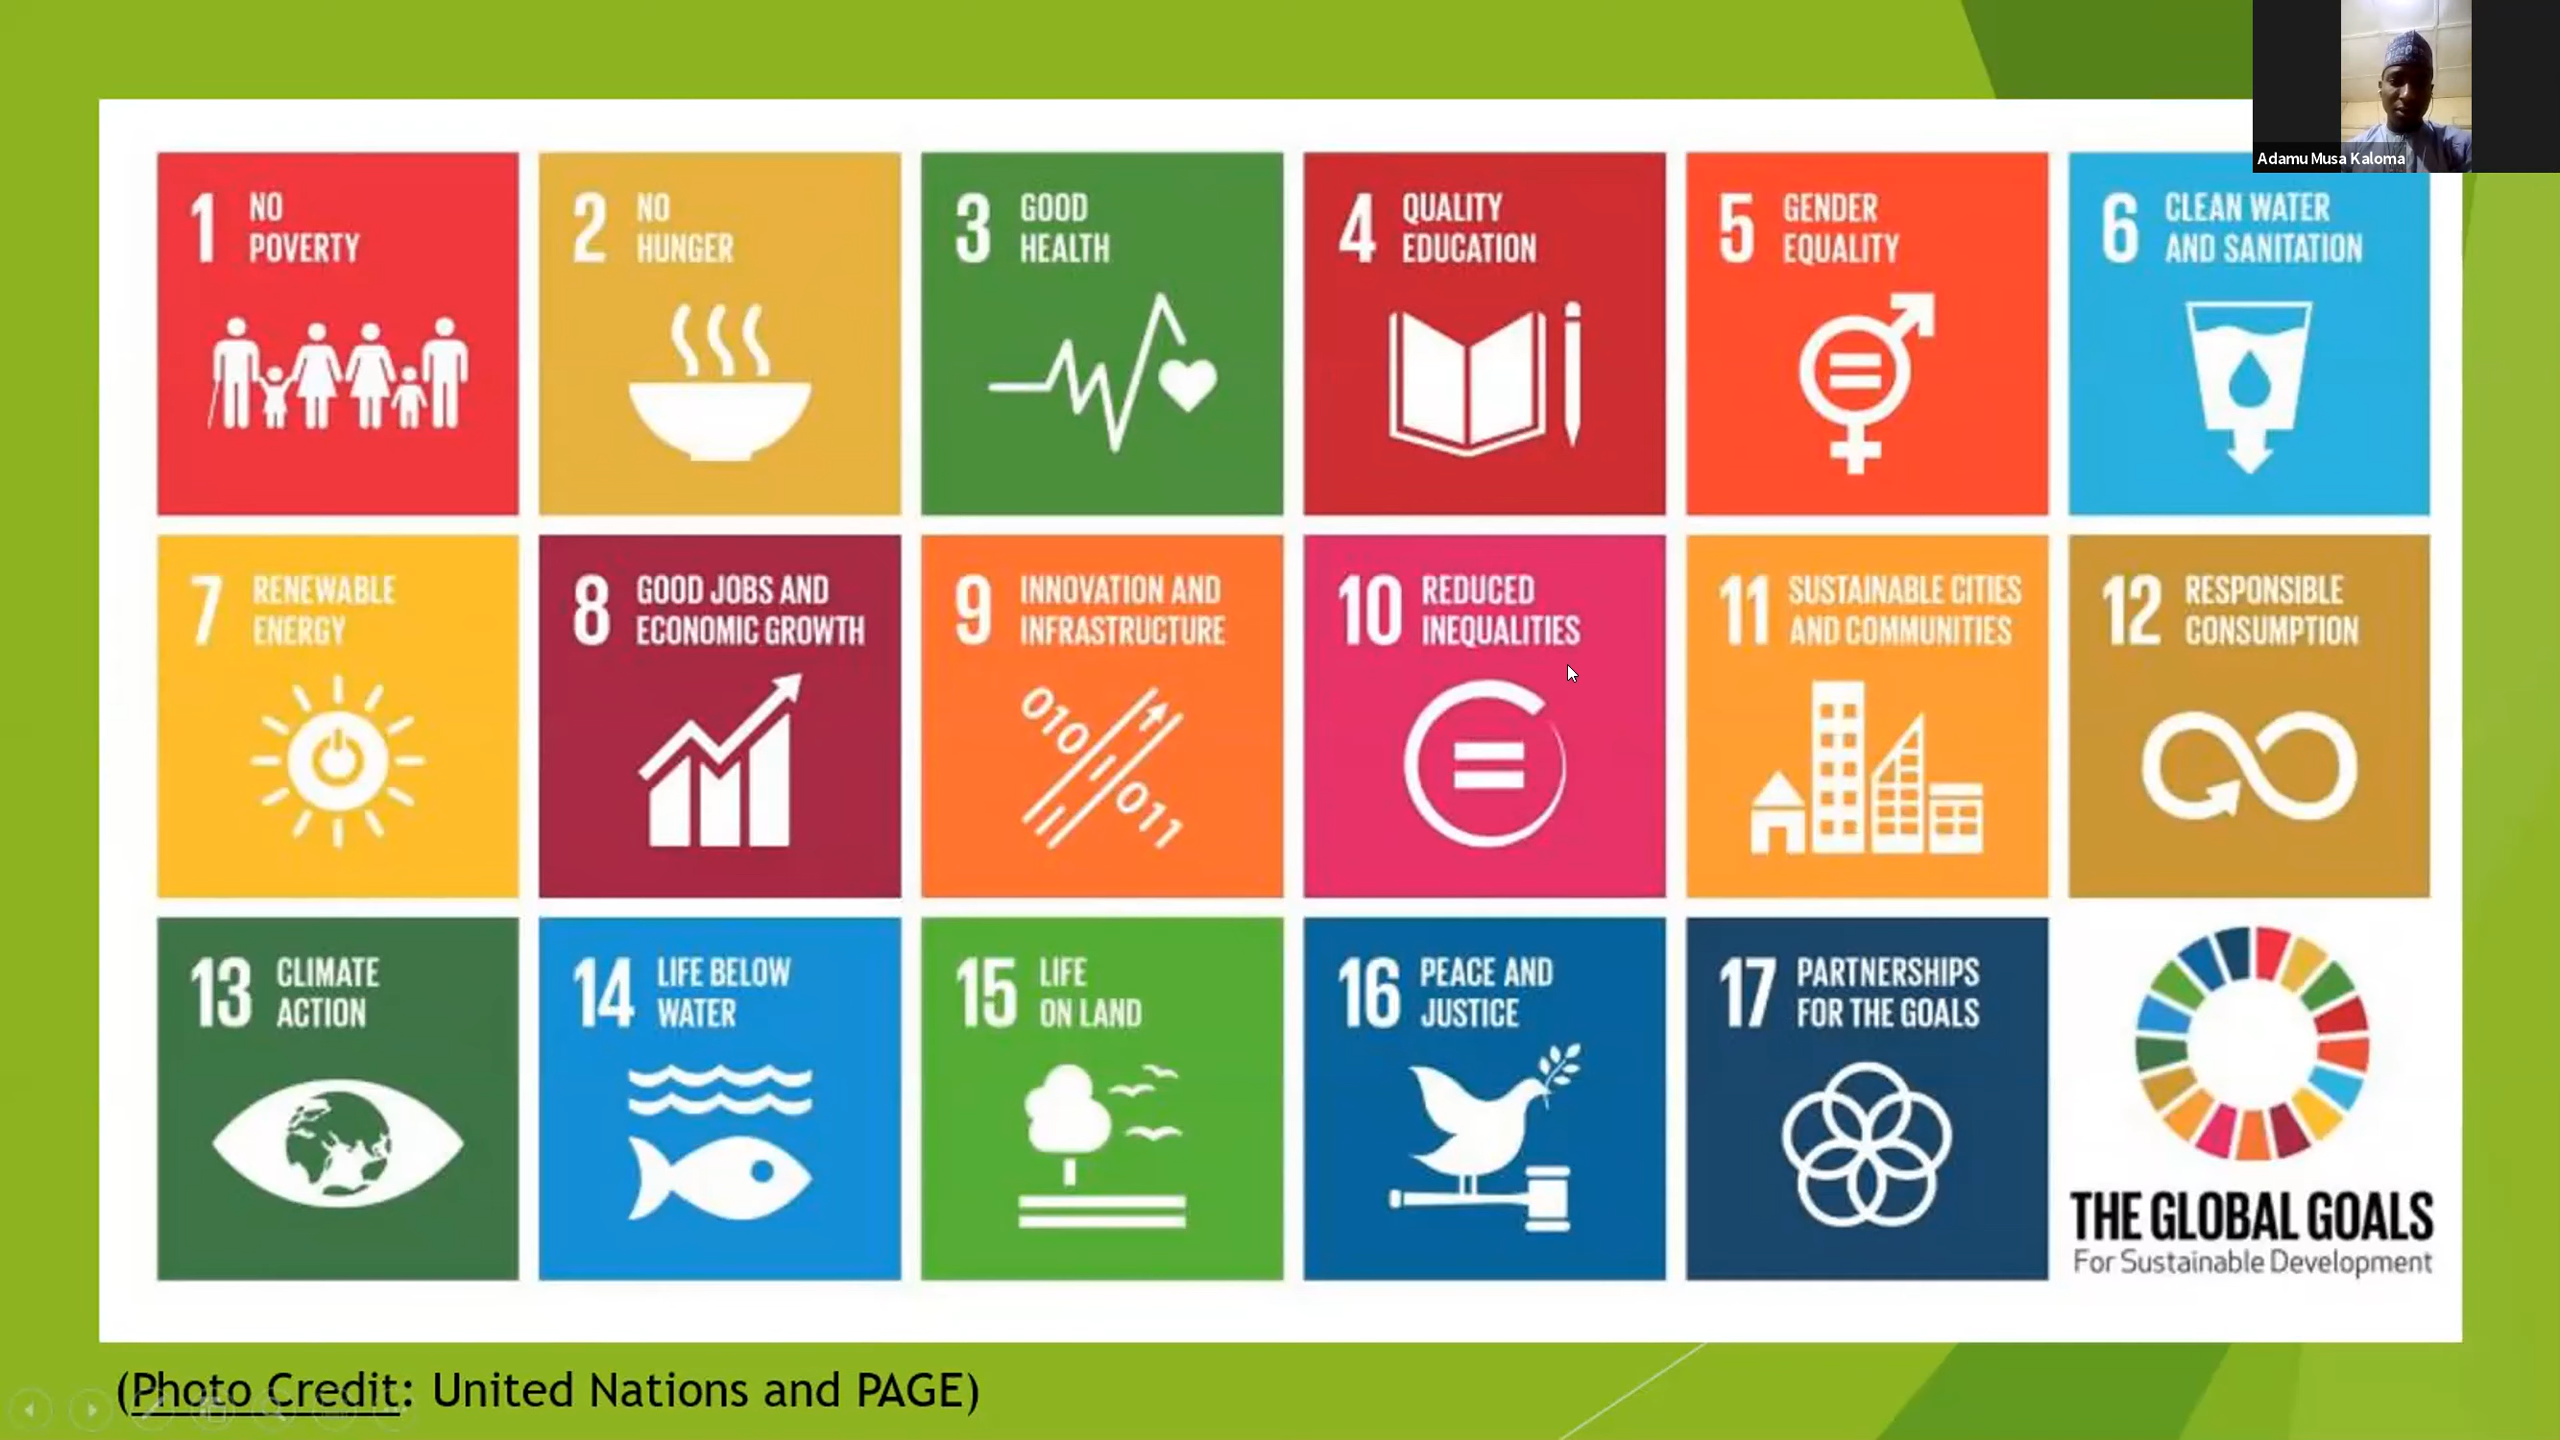 Adamu Musa Kaloma
1 NO
POVERTY
2 NO
HUNGER
3 GOOD
HEALTH
4 QUALITY
EDUCATION
5 GENDER
EQUALITY
6 CLEAN WATER
AND SANITATION
7 RENEWABLE
ENERGY
8 GOOD JOBS AND
ECONOMIC GROWTH
9 INNOVATION AND
INFRASTRUCTURE
010
011
10 REDUCED
INEQUALITIES
11 SUSTAINABLE CITIES
AND COMMUNITIES
12 RESPONSIBLE
CONSUMPTION
13 CLIMATE
ACTION
14 LIFE BELOW
WATER
15 LIFE
ON LAND
16 PEACE AND
JUSTICE
17 PARTNERSHIPS
FOR THE GOALS
THE GLOBAL GOALS
For Sustainable Development
(Photo Credit: United Nations and PAGE)